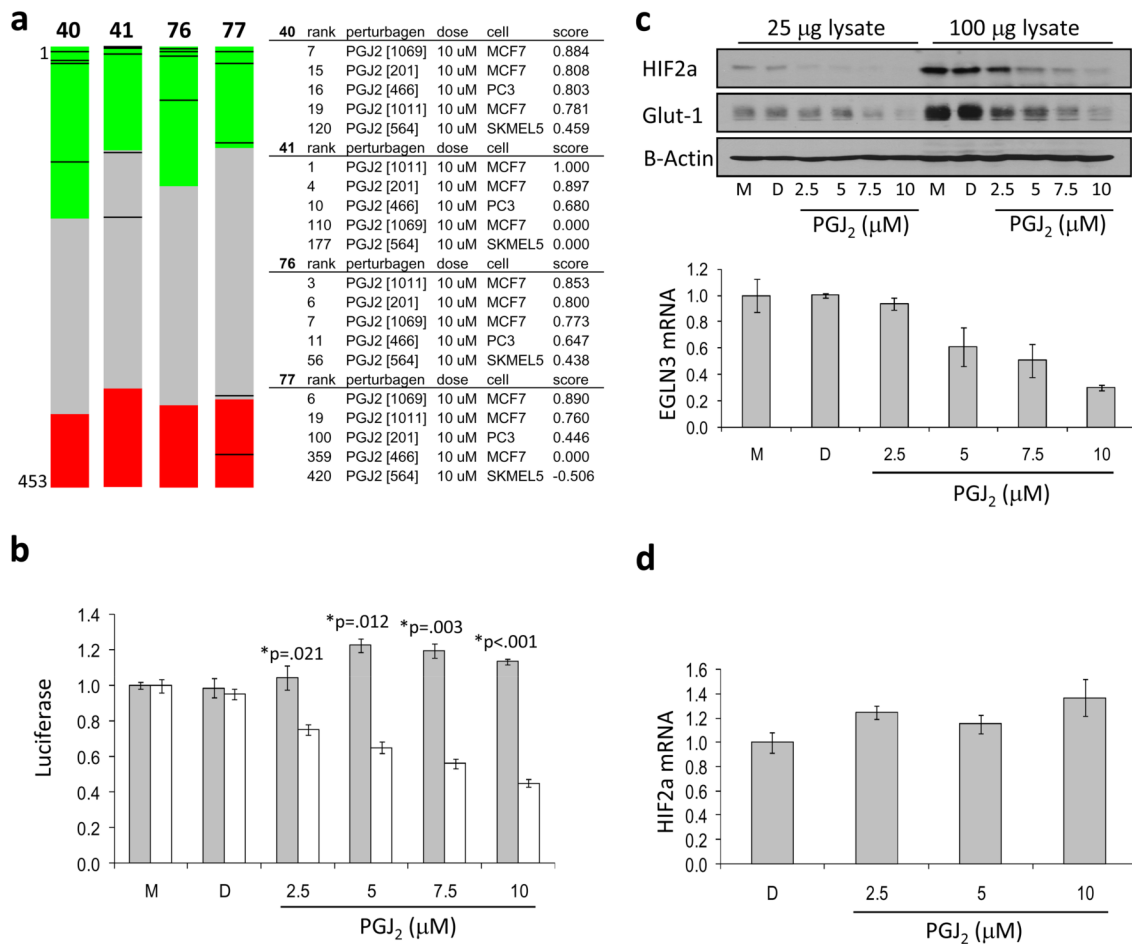 a
40 41 76 77
1
453
40 rank perturbagen dose cell score
7 PGJ2 [1069] 10 uM MCF7 0.884
15 PGJ2 [201] 10 uM MCF7 0.808
16 PGJ2 [466] 10 uM PC3 0.803
19 PGJ2 [1011] 10 uM MCF7 0.781
120 PGJ2 [564] 10 uM SKMEL5 0.459
41 rank perturbagen dose cell score
1 PGJ2 [1011] 10 uM MCF7 1.000
4 PGJ2 [201] 10 uM MCF7 0.897
10 PGJ2 [466] 10 uM PC3 0.680
110 PGJ2 [1069] 10 uM MCF7 0.000
177 PGJ2 [564] 10 uM SKMEL5 0.000
76 rank perturbagen dose cell score
3 PGJ2 [1011] 10 uM MCF7 0.853
6 PGJ2 [201] 10 uM MCF7 0.800
7 PGJ2 [1069] 10 uM MCF7 0.773
11 PGJ2 [466] 10 uM PC3 0.647
56 PGJ2 [564] 10 uM SKMEL5 0.438
77 rank perturbagen dose cell score
6 PGJ2 [1069] 10 uM MCF7 0.890
19 PGJ2 [1011] 10 uM MCF7 0.760
100 PGJ2 [201] 10 uM PC3 0.446
359 PGJ2 [466] 10 uM MCF7 0.000
420 PGJ2 [564] 10 uM SKMEL5 -0.506
b
Luciferase
1.4
1.2
1.0
0.8
0.6
0.4
0.2
0.0
*p=.021
*p=.012
*p=.003
*p<.001
M D 2.5 5 7.5 10
PGJ₂ (μM)
c
25 μg lysate 100 μg lysate
HIF2a
Glut-1
B-Actin
M D 2.5 5 7.5 10 M D 2.5 5 7.5 10
PGJ₂ (μM) PGJ₂ (μM)
EGLN3 mRNA
1.2
1.0
0.8
0.6
0.4
0.2
0.0
M D 2.5 5 7.5 10
PGJ₂ (μM)
d
HIF2a mRNA
1.6
1.4
1.2
1.0
0.8
0.6
0.4
0.2
0.0
D 2.5 5 10
PGJ₂ (μM)